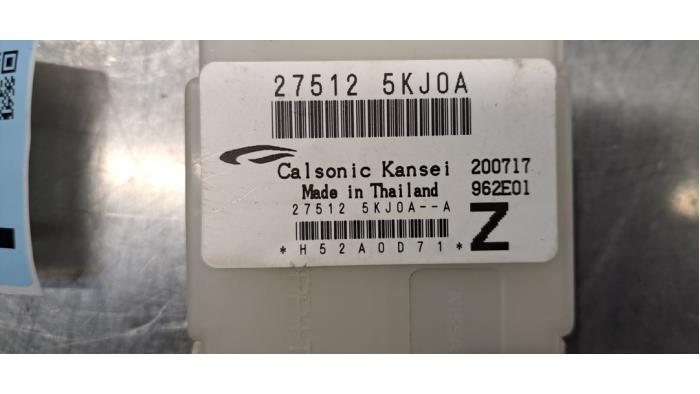 27512 5KJ0A
Calsonic Kansei 200717
Made in Thailand 962E01
27512 5KJ0A--A
Z
*H52A0D71*